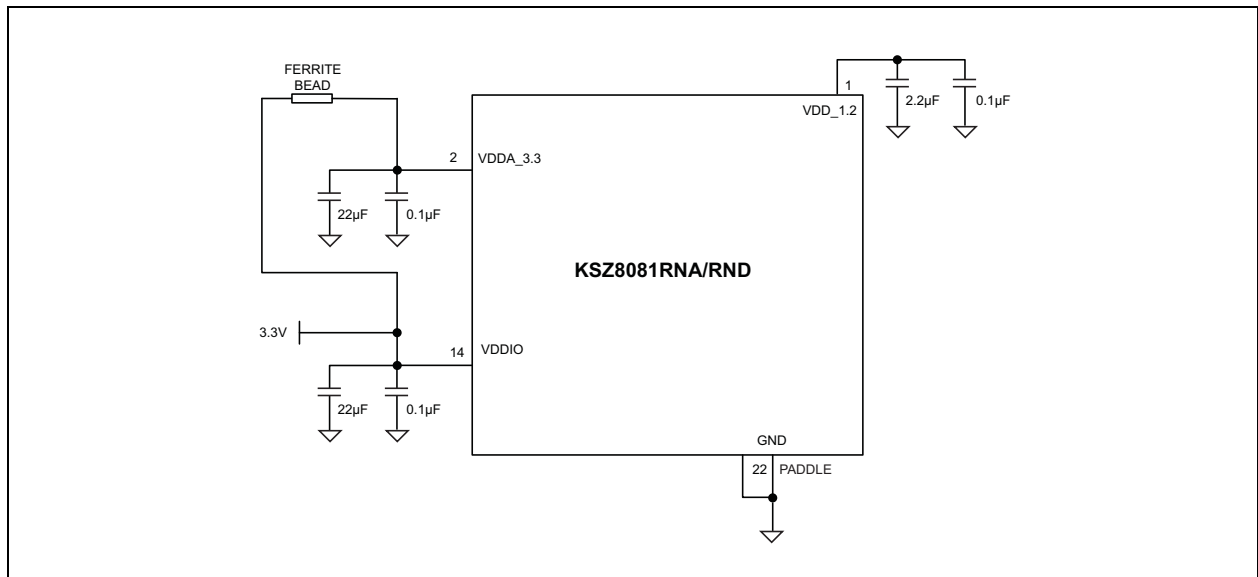 FERRITE
BEAD
1
VDD_1.2
2.2µF
0.1µF
2
VDDA_3.3
22µF
0.1µF
KSZ8081RNA/RND
3.3V
14
VDDIO
22µF
0.1µF
GND
22
PADDLE